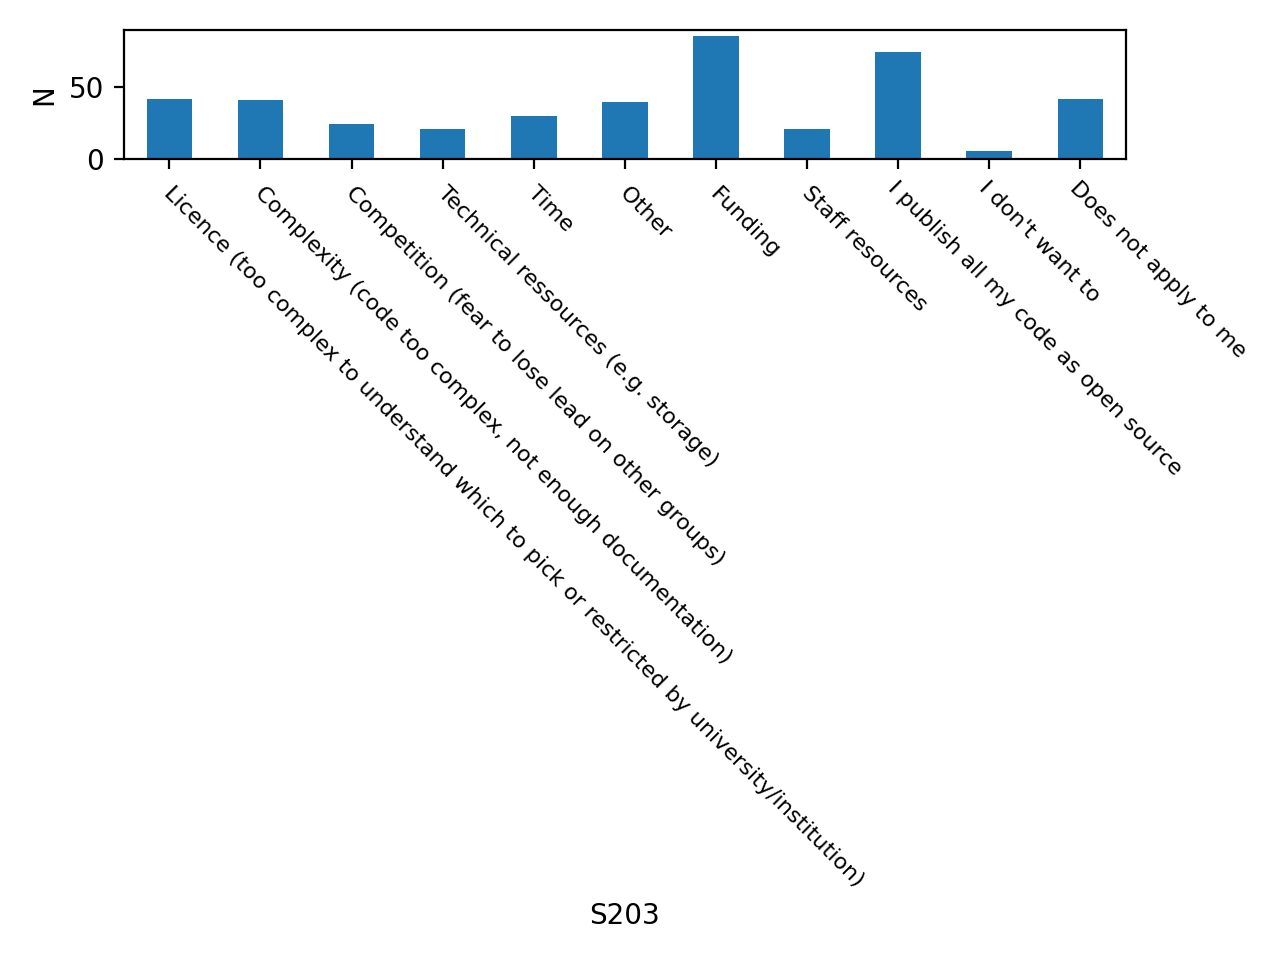 N
50
0
Licence (too complex to understand which to pick or restricted by university/institution)
Complexity (code too complex, not enough documentation)
Competition (fear to lose lead on other groups)
Technical ressources (e.g. storage)
Time
Other
Funding
Staff resources
I publish all my code as open source
I don't want to
Does not apply to me
S203